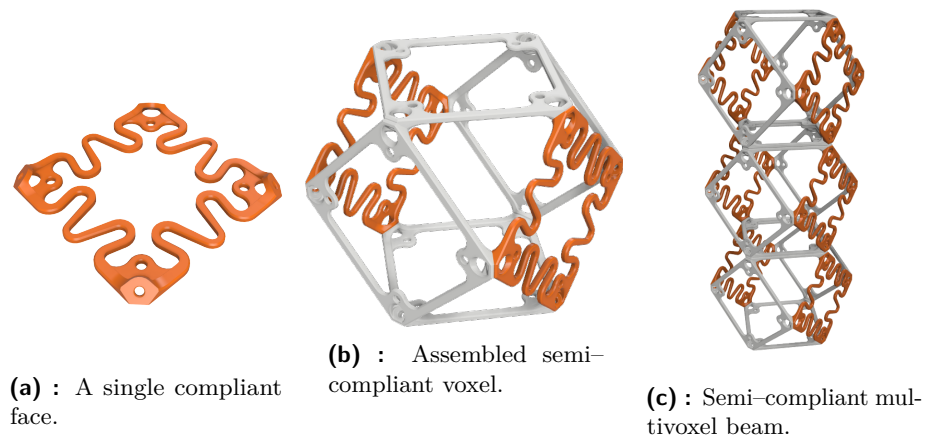 (a) : A single compliant
face.
(b) : Assembled semi–
compliant voxel.
(c) : Semi–compliant mul-
tivoxel beam.